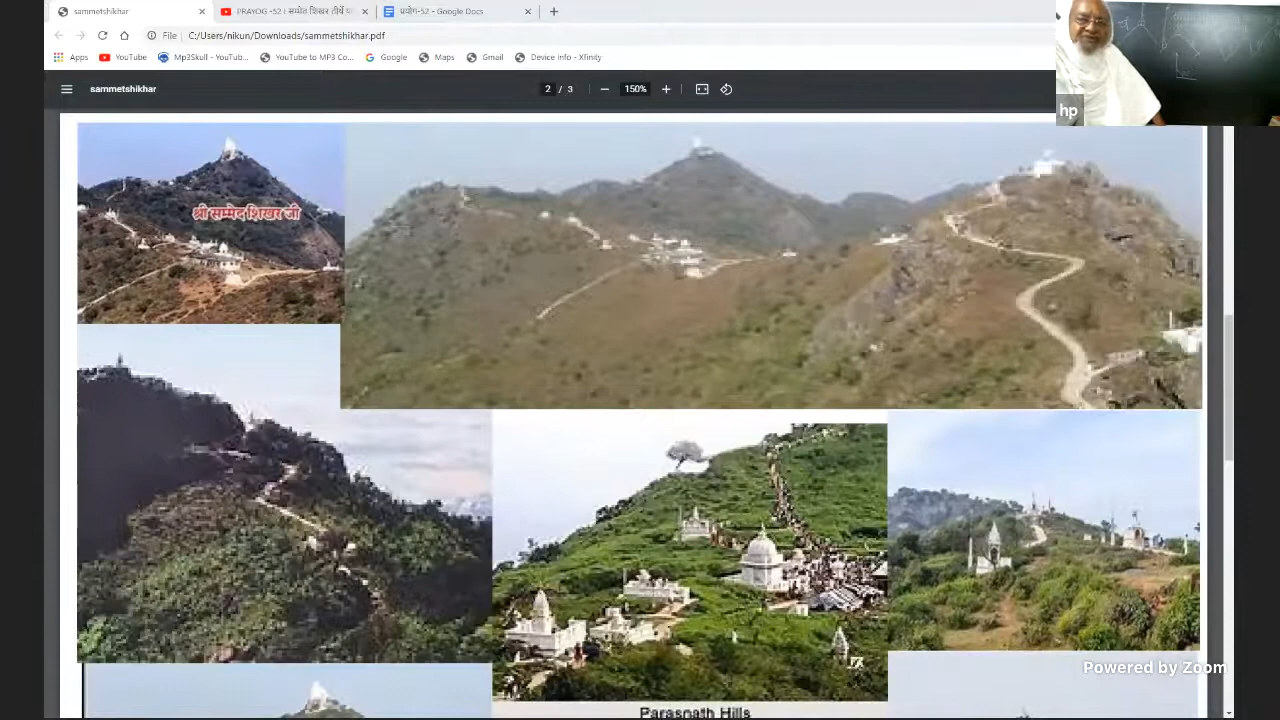 sammetshikhar
PRAYOG -52 । सम्मेत शिखर तीर्थ
प्रयोग-52 - Google Docs
File
C:/Users/nikun/Downloads/sammetshikhar.pdf
Apps
YouTube
Mp3Skull - YouTub...
YouTube to MP3 Co...
Google
Maps
Gmail
Device Info - Xfinity
sammetshikhar
2 / 3
150%
hp
श्री सम्मेद शिखर जी
Powered by Zoom
Parasnath Hills